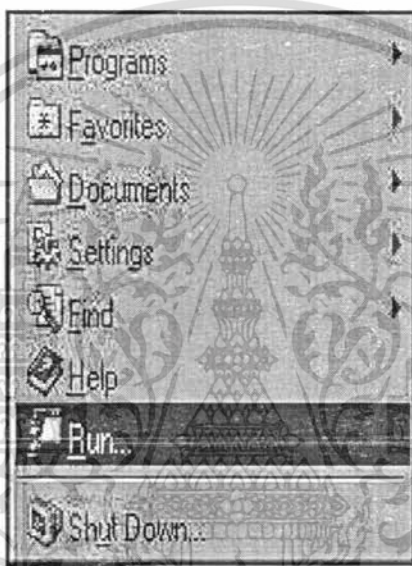 Programs
Favorites
Documents
Settings
Find
Help
Run...
Shut Down...